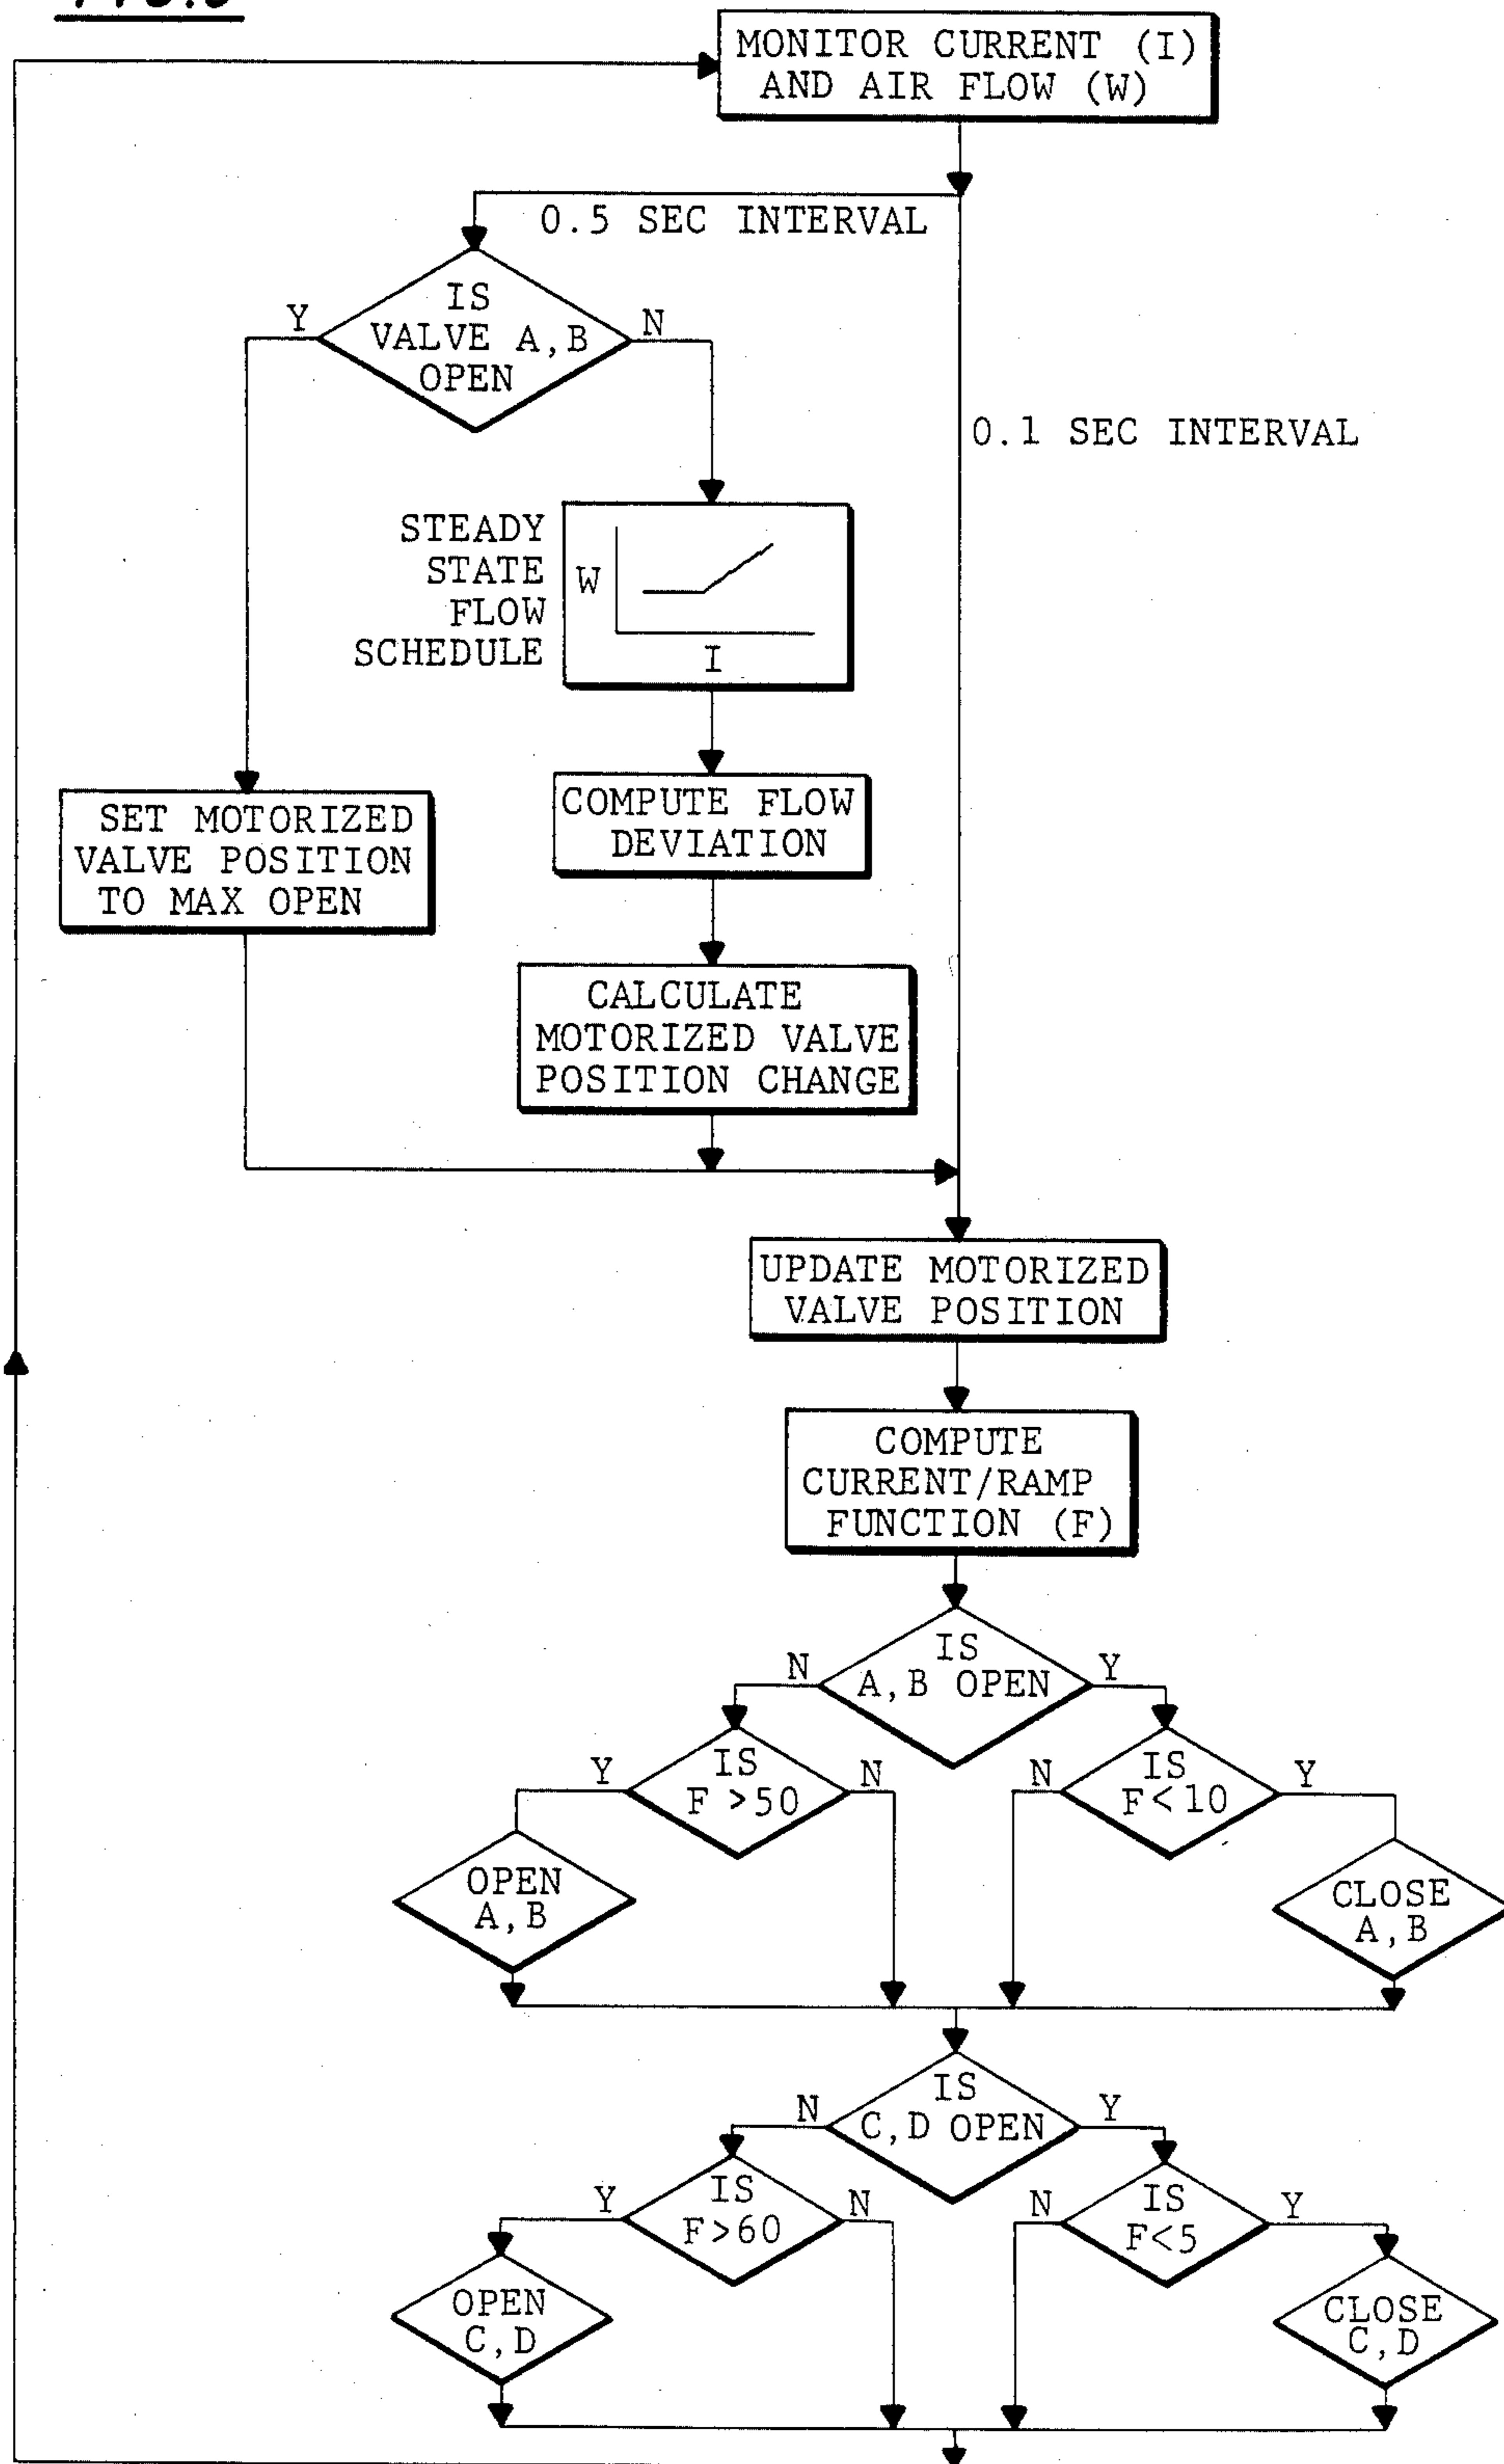 MONITOR CURRENT (I)
AND AIR FLOW (W)
0.5 SEC INTERVAL
IS
VALVE A,B
OPEN
Y
N
0.1 SEC INTERVAL
STEADY
STATE
FLOW
SCHEDULE
W
I
SET MOTORIZED
VALVE POSITION
TO MAX OPEN
COMPUTE FLOW
DEVIATION
CALCULATE
MOTORIZED VALVE
POSITION CHANGE
UPDATE MOTORIZED
VALVE POSITION
COMPUTE
CURRENT/RAMP
FUNCTION (F)
IS
A,B OPEN
N
Y
IS
F >50
Y
N
IS
F<10
N
Y
OPEN
A,B
CLOSE
A,B
IS
C,D OPEN
N
Y
IS
F>60
Y
N
IS
F<5
N
Y
OPEN
C,D
CLOSE
C,D